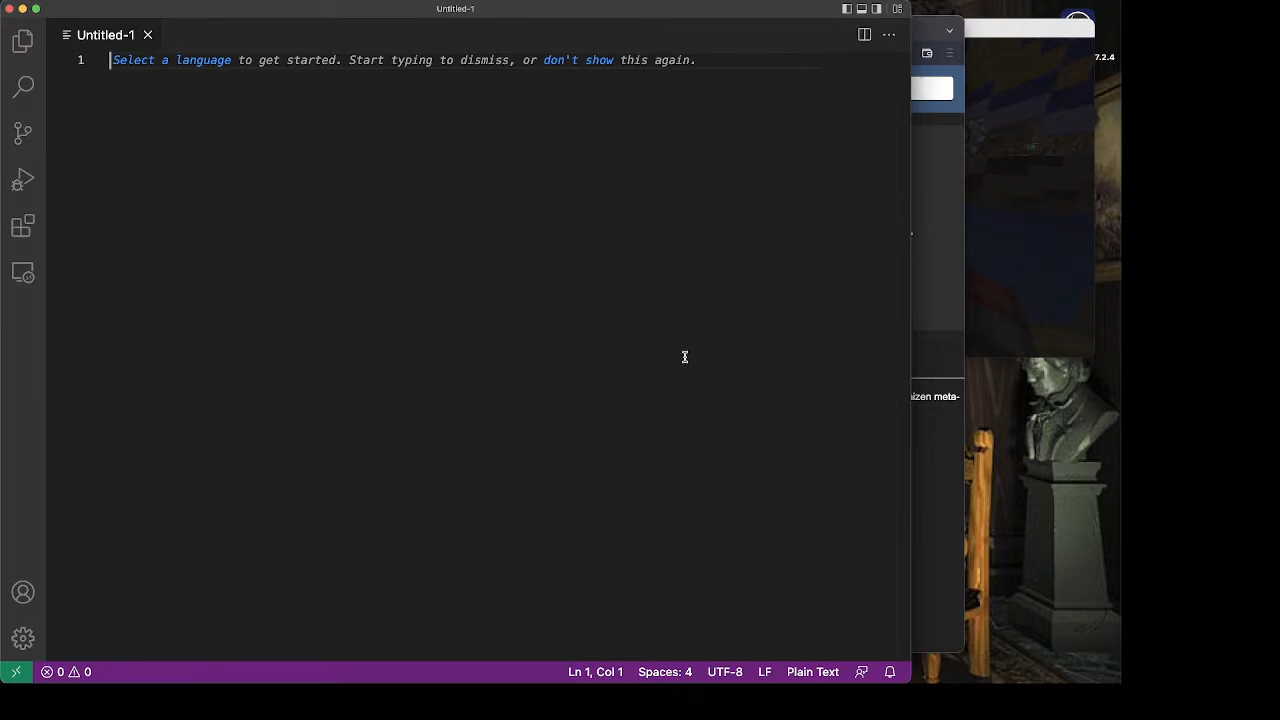 Untitled-1
7.2.4
Untitled-1
1 Select a language to get started. Start typing to dismiss, or don't show this again.
aizen meta-
0 0 Ln 1, Col 1 Spaces: 4 UTF-8 LF Plain Text